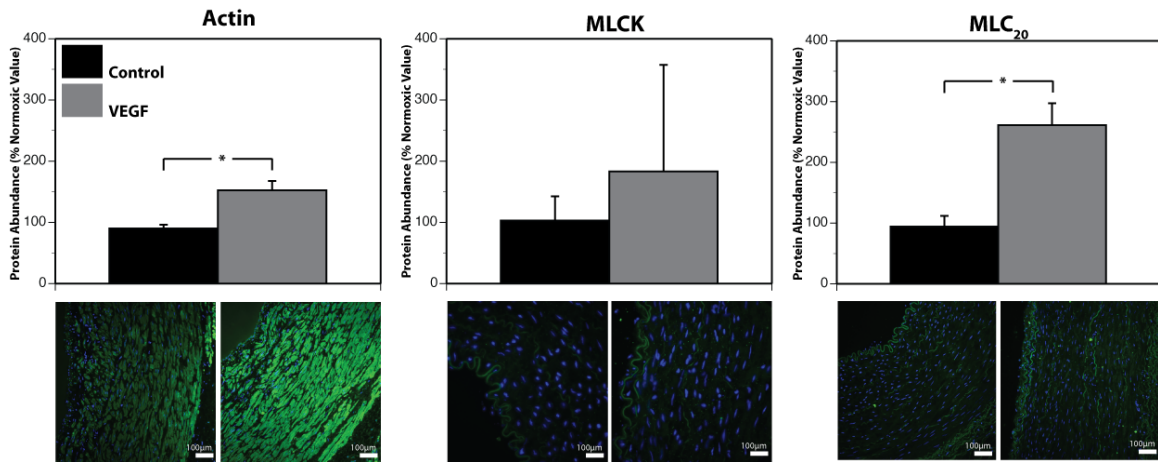 Actin
Protein Abundance (% Normoxic Value)
400
300
200
100
0
Control
VEGF
*
100µm
100µm
MLCK
Protein Abundance (% Normoxic Value)
400
300
200
100
0
100µm
100µm
MLC₂₀
Protein Abundance (% Normoxic Value)
400
300
200
100
0
*
100µm
100µm